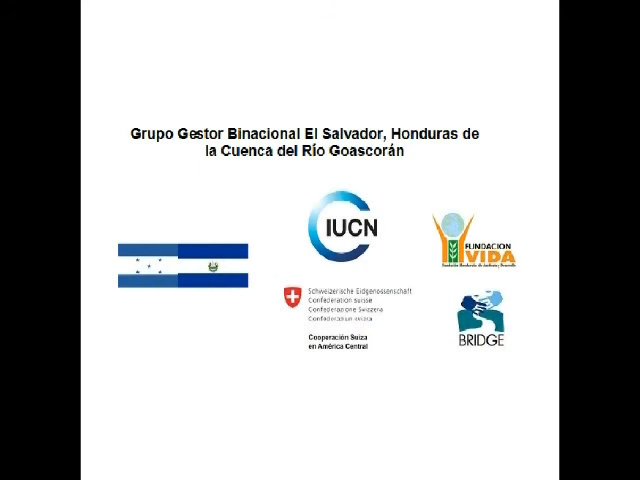 Grupo Gestor Binacional El Salvador, Honduras de
la Cuenca del Río Goascorán
IUCN
FUNDACION
VIDA
Schweizerische Eidgenossenschaft
Confédération suisse
Confederazione Svizzera
Confederaziun svizra
Cooperación Suiza
en América Central
BRIDGE